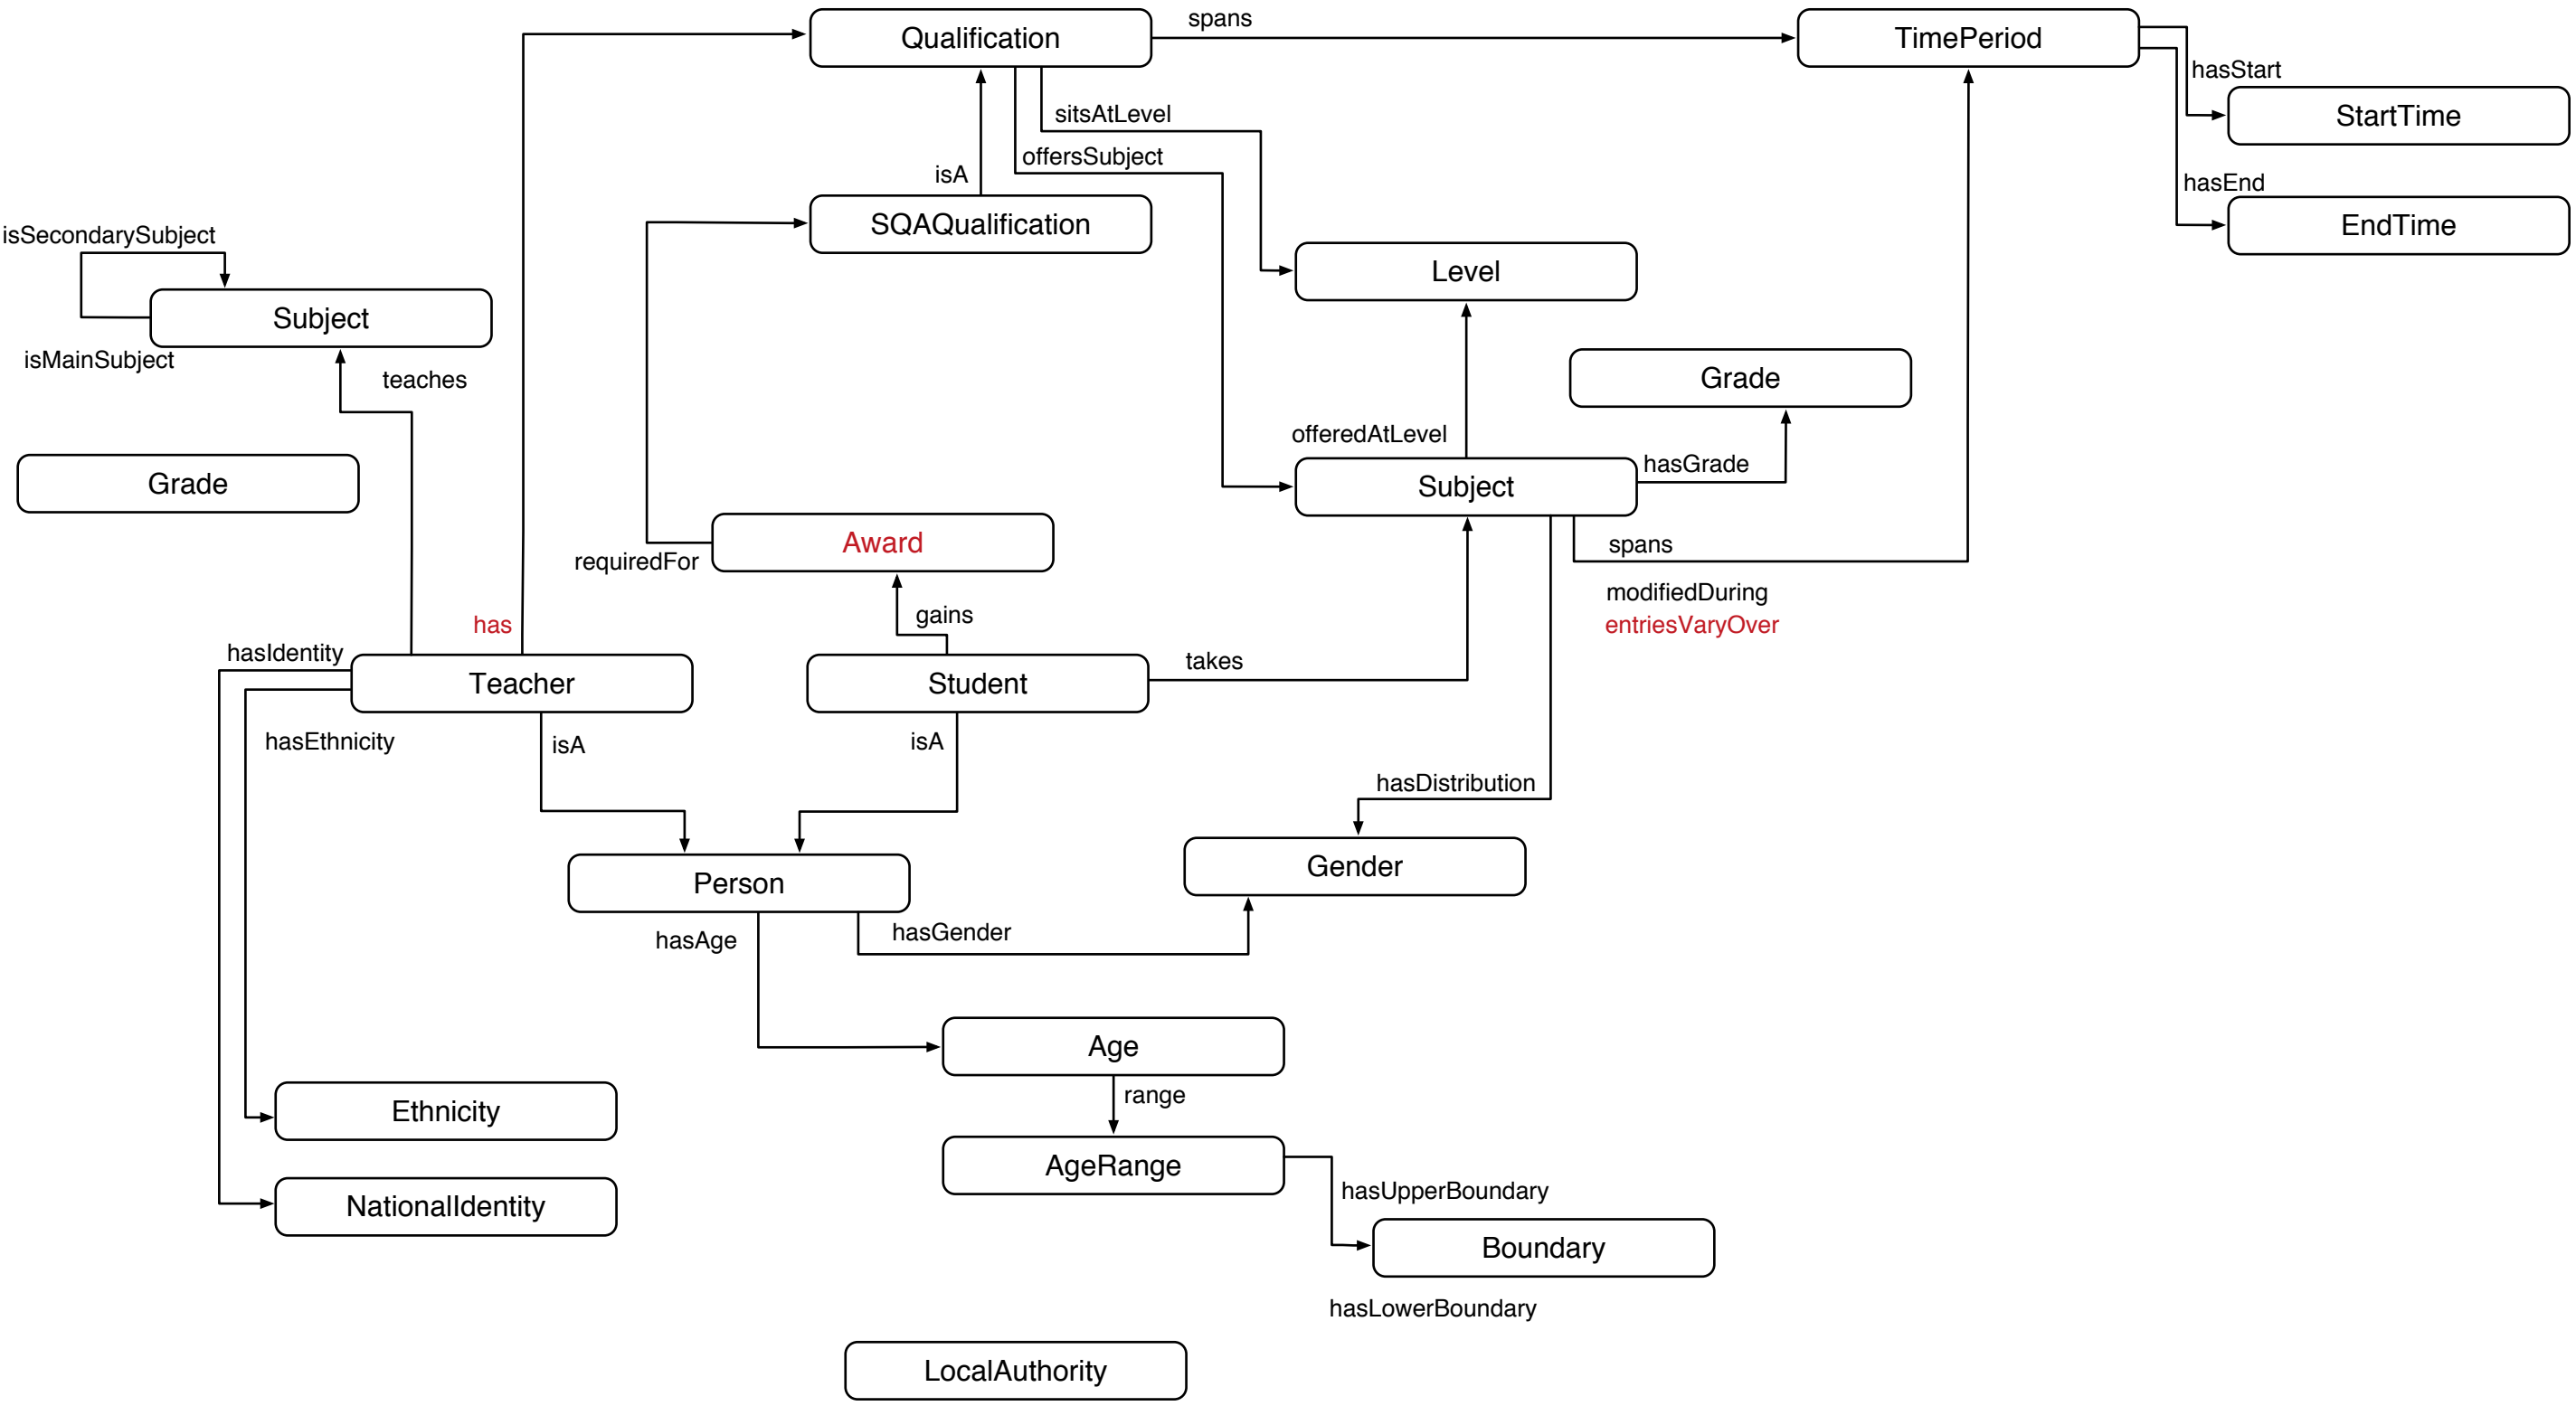 Qualification
spans
TimePeriod
hasStart
StartTime
sitsAtLevel
offersSubject
isA
hasEnd
SQAQualification
EndTime
isSecondarySubject
Level
Subject
isMainSubject
teaches
Grade
offeredAtLevel
hasGrade
Grade
Subject
Award
requiredFor
spans
modifiedDuring
entriesVaryOver
gains
has
hasIdentity
Teacher
Student
takes
hasEthnicity
isA
isA
hasDistribution
Gender
Person
hasAge
hasGender
Age
range
Ethnicity
AgeRange
hasUpperBoundary
NationalIdentity
Boundary
hasLowerBoundary
LocalAuthority